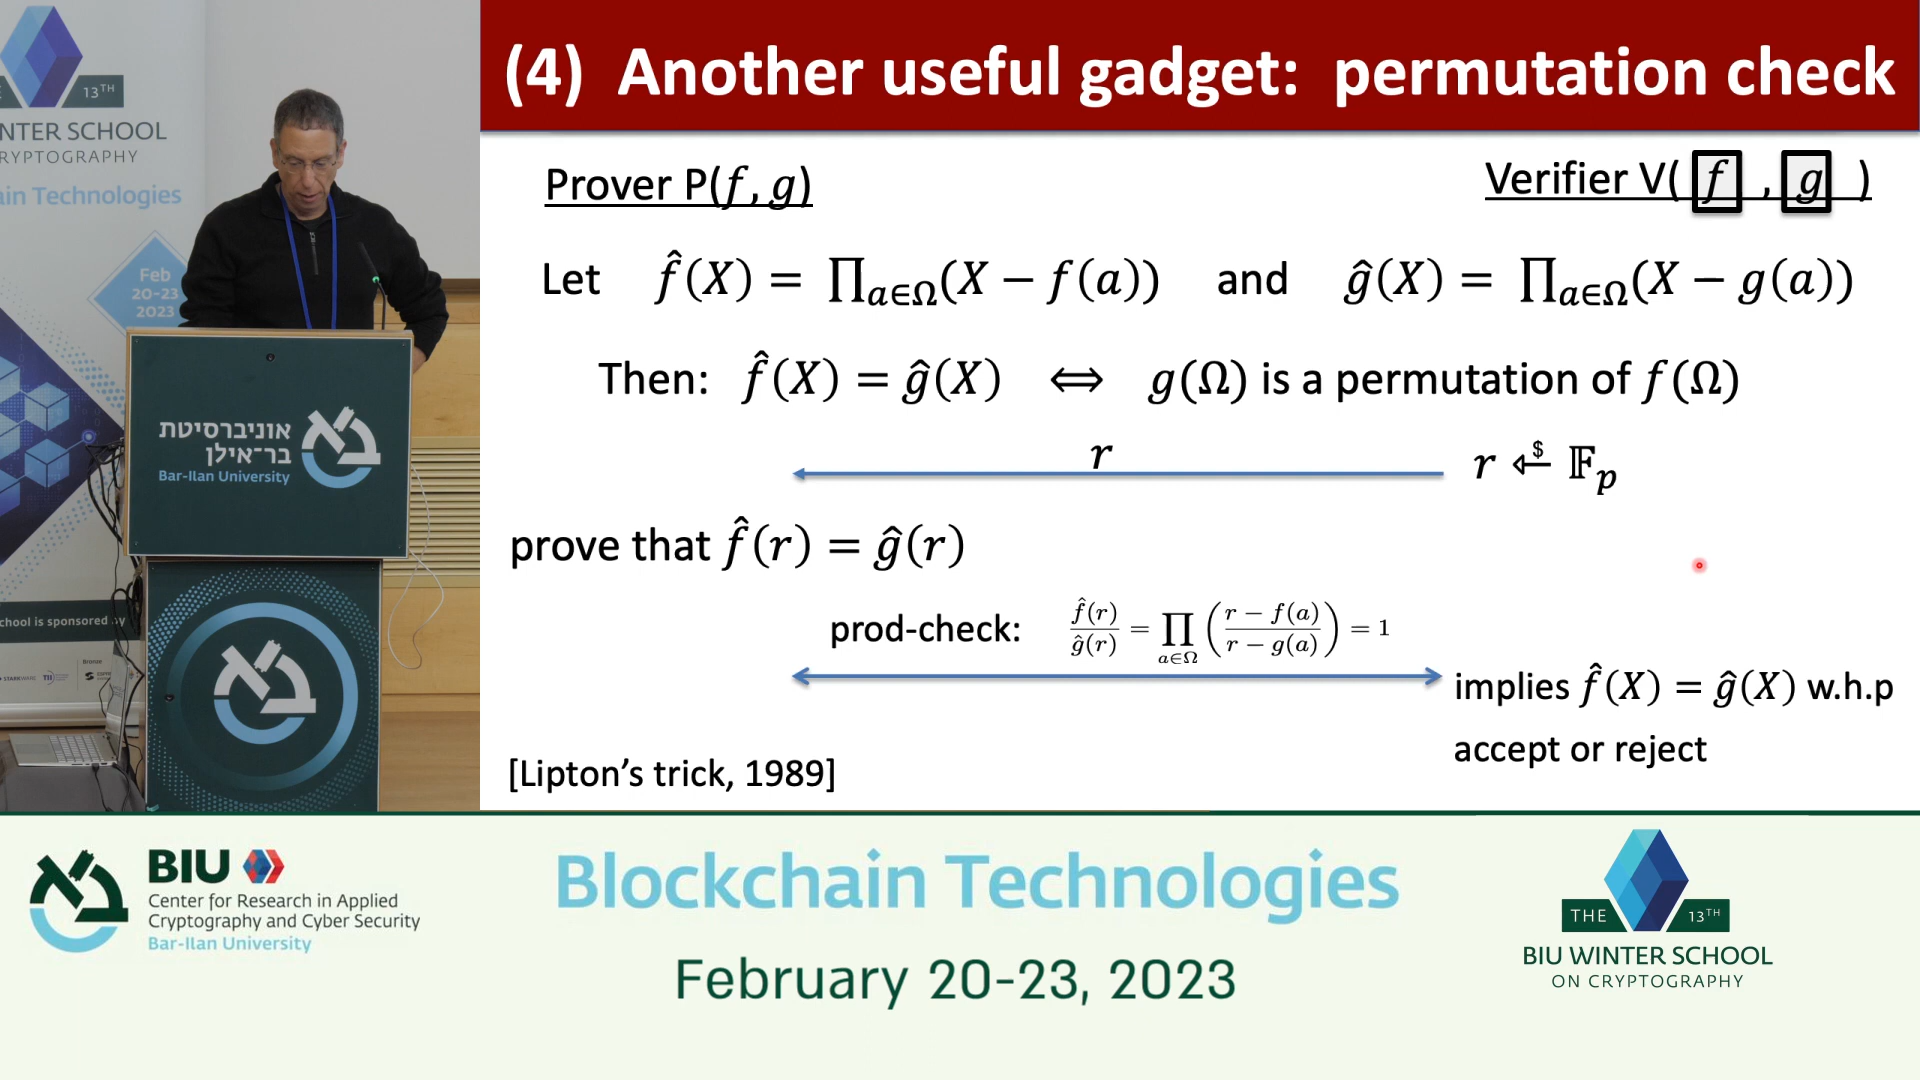 13TH
NTER SCHOOL
RYPTOGRAPHY
ain Technologies
Feb
20-23
2023
אוניברסיטת
בר־אילן
Bar-Ilan University
chool is sponsored by
(4) Another useful gadget: permutation check
Prover P(f, g)
Verifier V( f , g )
Let f̂(X) = ∏a∈Ω(X − f(a)) and ĝ(X) = ∏a∈Ω(X − g(a))
Then: f̂(X) = ĝ(X) ⟺ g(Ω) is a permutation of f(Ω)
r
r ←$ 𝔽p
prove that f̂(r) = ĝ(r)
prod-check: f̂(r)/ĝ(r) = ∏a∈Ω ((r − f(a))/(r − g(a))) = 1
implies f̂(X) = ĝ(X) w.h.p
accept or reject
[Lipton’s trick, 1989]
BIU
Center for Research in Applied
Cryptography and Cyber Security
Bar-Ilan University
Blockchain Technologies
February 20-23, 2023
THE 13TH
BIU WINTER SCHOOL
ON CRYPTOGRAPHY